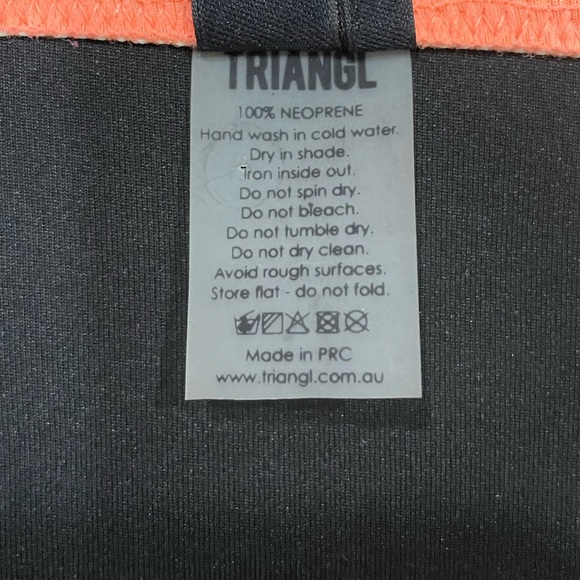 TRIANGL
100% NEOPRENE
Hand wash in cold water.
Dry in shade.
Iron inside out.
Do not spin dry.
Do not bleach.
Do not tumble dry.
Do not dry clean.
Avoid rough surfaces.
Store flat - do not fold.
Made in PRC
www.triangl.com.au